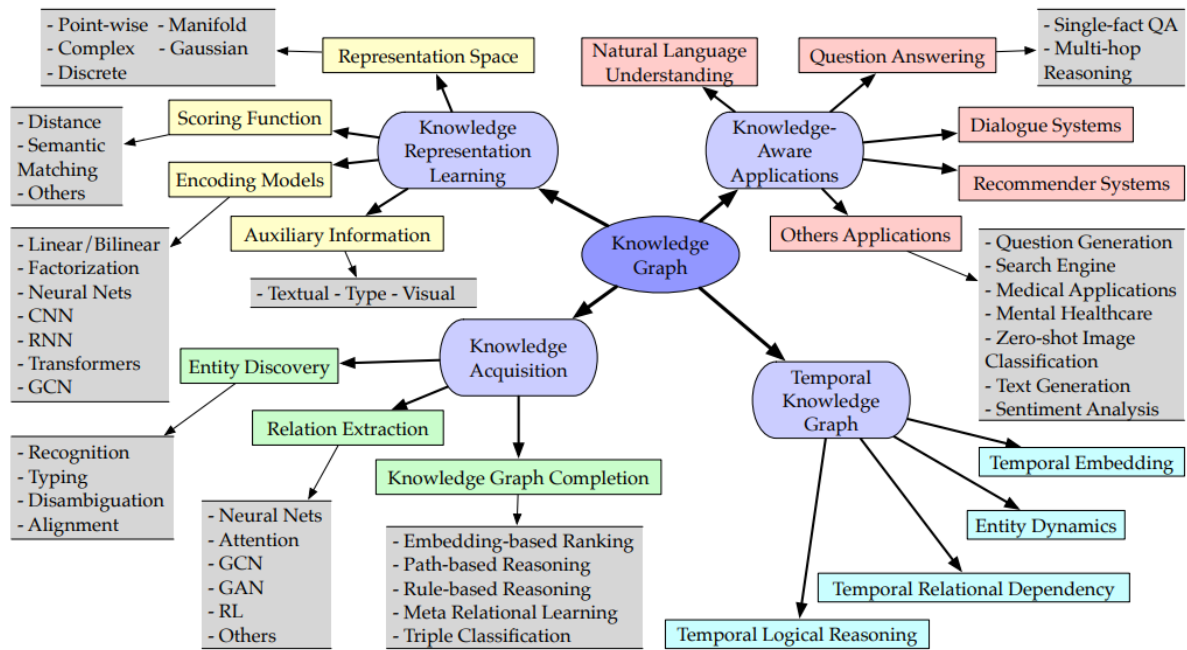 - Point-wise - Manifold
- Complex - Gaussian
- Discrete
Representation Space
Scoring Function
- Distance
- Semantic
Matching
- Others
Encoding Models
- Linear/Bilinear
- Factorization
- Neural Nets
- CNN
- RNN
- Transformers
- GCN
Auxiliary Information
- Textual - Type - Visual
Knowledge
Representation
Learning
Natural Language
Understanding
Question Answering
- Single-fact QA
- Multi-hop
Reasoning
Knowledge-
Aware
Applications
Dialogue Systems
Recommender Systems
Others Applications
- Question Generation
- Search Engine
- Medical Applications
- Mental Healthcare
- Zero-shot Image
Classification
- Text Generation
- Sentiment Analysis
Knowledge
Graph
Knowledge
Acquisition
Entity Discovery
- Recognition
- Typing
- Disambiguation
- Alignment
Relation Extraction
- Neural Nets
- Attention
- GCN
- GAN
- RL
- Others
Knowledge Graph Completion
- Embedding-based Ranking
- Path-based Reasoning
- Rule-based Reasoning
- Meta Relational Learning
- Triple Classification
Temporal
Knowledge
Graph
Temporal Embedding
Entity Dynamics
Temporal Relational Dependency
Temporal Logical Reasoning